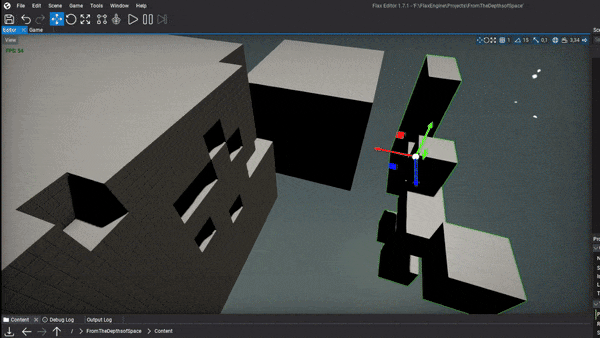 Flax Editor 1.7.1 - 'F:\FlaxEngine\Projects\FromTheDepthsofSpace'
File Edit Scene Game Tools Window Help
Editor Game
View
1 15 0,1 3,34
FPS: 54
Content Debug Log Output Log
/ FromTheDepthsofSpace Content